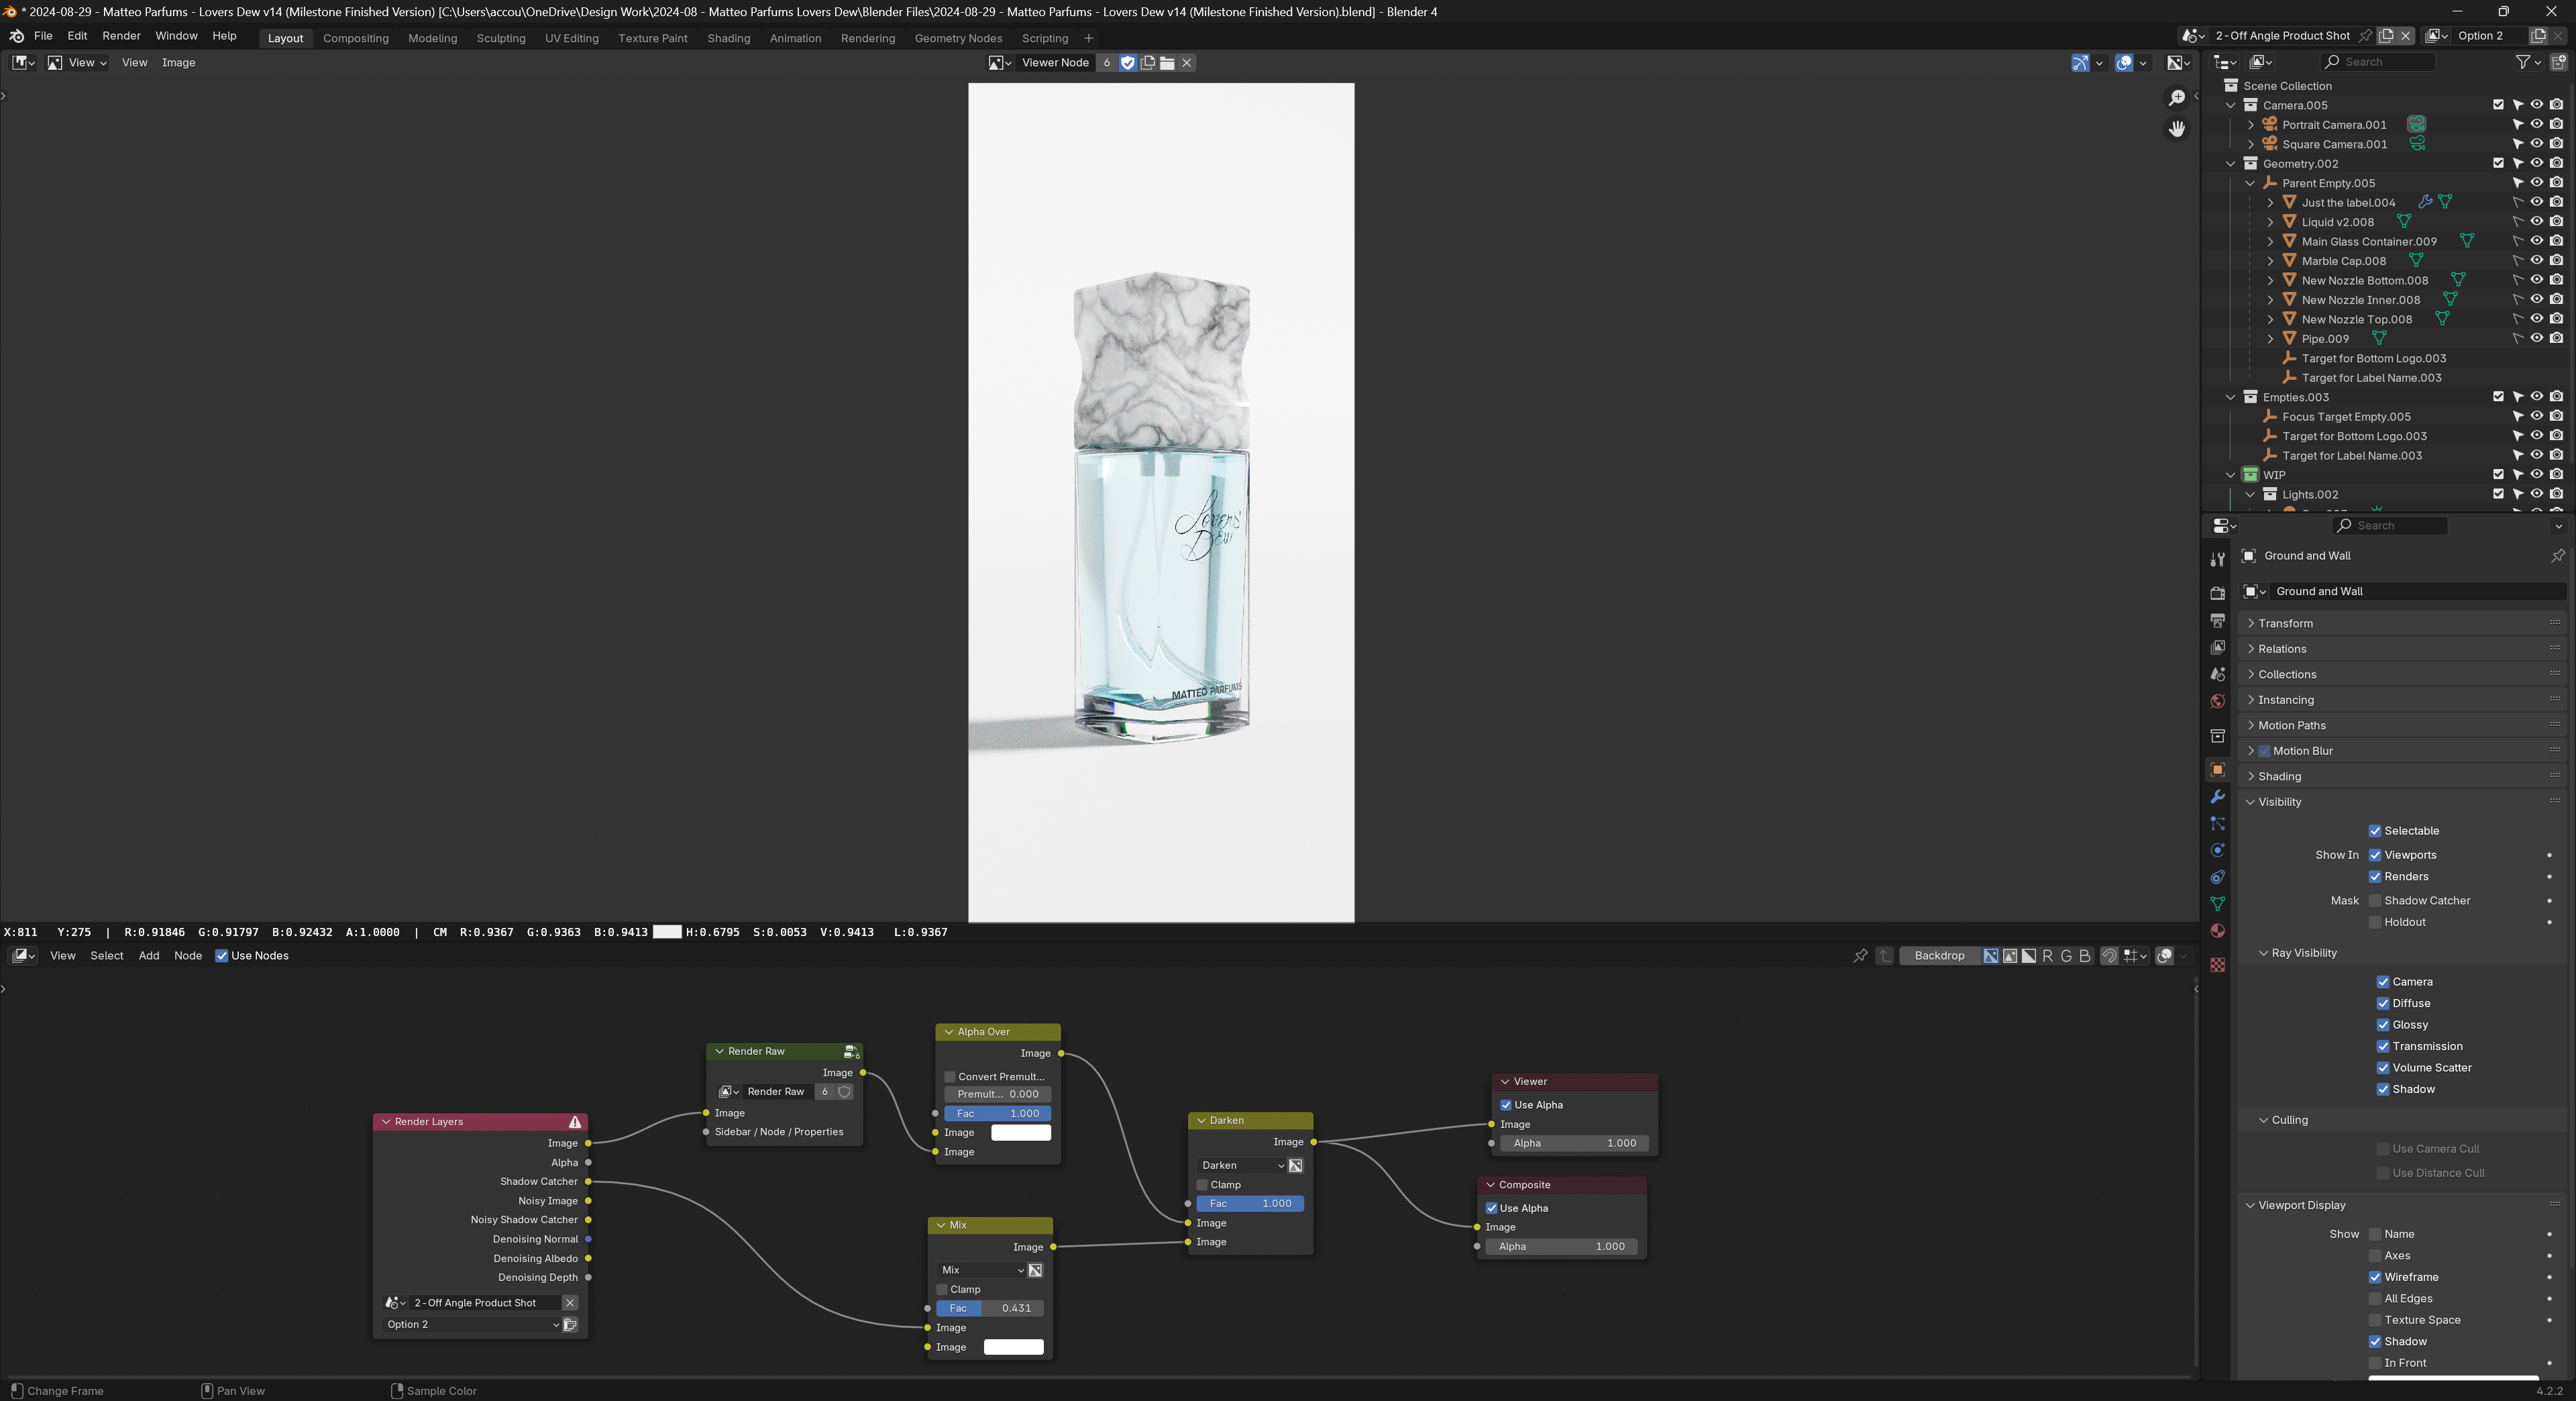 * 2024-08-29 - Matteo Parfums - Lovers Dew v14 (Milestone Finished Version) [C:\Users\accou\OneDrive\Design Work\2024-08 - Matteo Parfums Lovers Dew\Blender Files\2024-08-29 - Matteo Parfums - Lovers Dew v14 (Milestone Finished Version).blend] - Blender 4
File Edit Render Window Help Layout Compositing Modeling Sculpting UV Editing Texture Paint Shading Animation Rendering Geometry Nodes Scripting + 2-Off Angle Product Shot Option 2
View View Image Viewer Node 6
Search
Scene Collection
Camera.005
Portrait Camera.001
Square Camera.001
Geometry.002
Parent Empty.005
Just the label.004
Liquid v2.008
Main Glass Container.009
Marble Cap.008
New Nozzle Bottom.008
New Nozzle Inner.008
New Nozzle Top.008
Pipe.009
Target for Bottom Logo.003
Target for Label Name.003
Empties.003
Focus Target Empty.005
Target for Bottom Logo.003
Target for Label Name.003
WIP
Lights.002
Lovers'
Dew
MATTEO PARFUMS
Search
Ground and Wall
Ground and Wall
Transform
Relations
Collections
Instancing
Motion Paths
Motion Blur
Shading
Visibility
Selectable
Show In Viewports
Renders
Mask Shadow Catcher
Holdout
Ray Visibility
Camera
Diffuse
Glossy
Transmission
Volume Scatter
Shadow
Culling
Use Camera Cull
Use Distance Cull
Viewport Display
Show Name
Axes
Wireframe
All Edges
Texture Space
Shadow
In Front
X:811 Y:275 | R:0.91846 G:0.91797 B:0.92432 A:1.0000 | CM R:0.9367 G:0.9363 B:0.9413 H:0.6795 S:0.0053 V:0.9413 L:0.9367
View Select Add Node Use Nodes Backdrop R G B
Render Layers
Image
Alpha
Shadow Catcher
Noisy Image
Noisy Shadow Catcher
Denoising Normal
Denoising Albedo
Denoising Depth
2-Off Angle Product Shot
Option 2
Render Raw
6
Image
Render Raw 6
Image
Sidebar / Node / Properties
Alpha Over
Image
Convert Premult...
Premult... 0.000
Fac 1.000
Image
Image
Mix
Image
Mix
Clamp
Fac 0.431
Image
Image
Darken
Image
Darken
Clamp
Fac 1.000
Image
Image
Viewer
Use Alpha
Image
Alpha 1.000
Composite
Use Alpha
Image
Alpha 1.000
Change Frame Pan View Sample Color 4.2.2